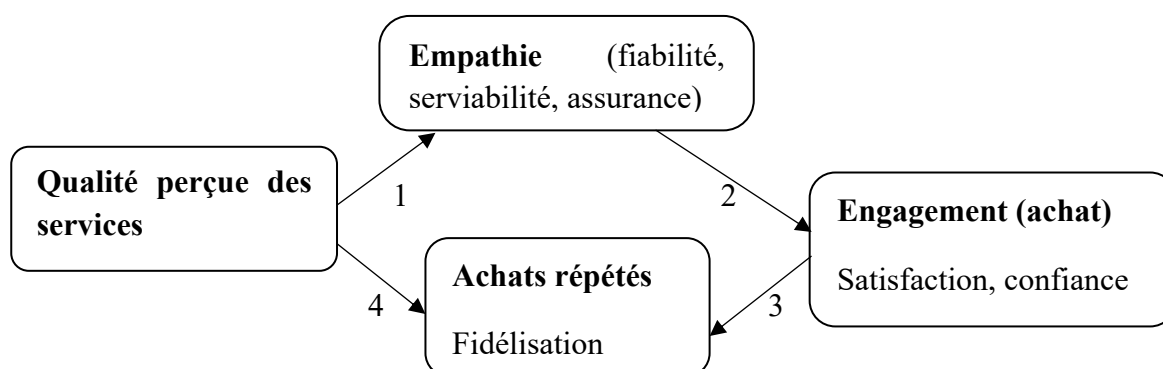 Empathie (fiabilité,
serviabilité, assurance)
Qualité perçue des
services
1
2
Engagement (achat)
Satisfaction, confiance
Achats répétés
Fidélisation
4
3